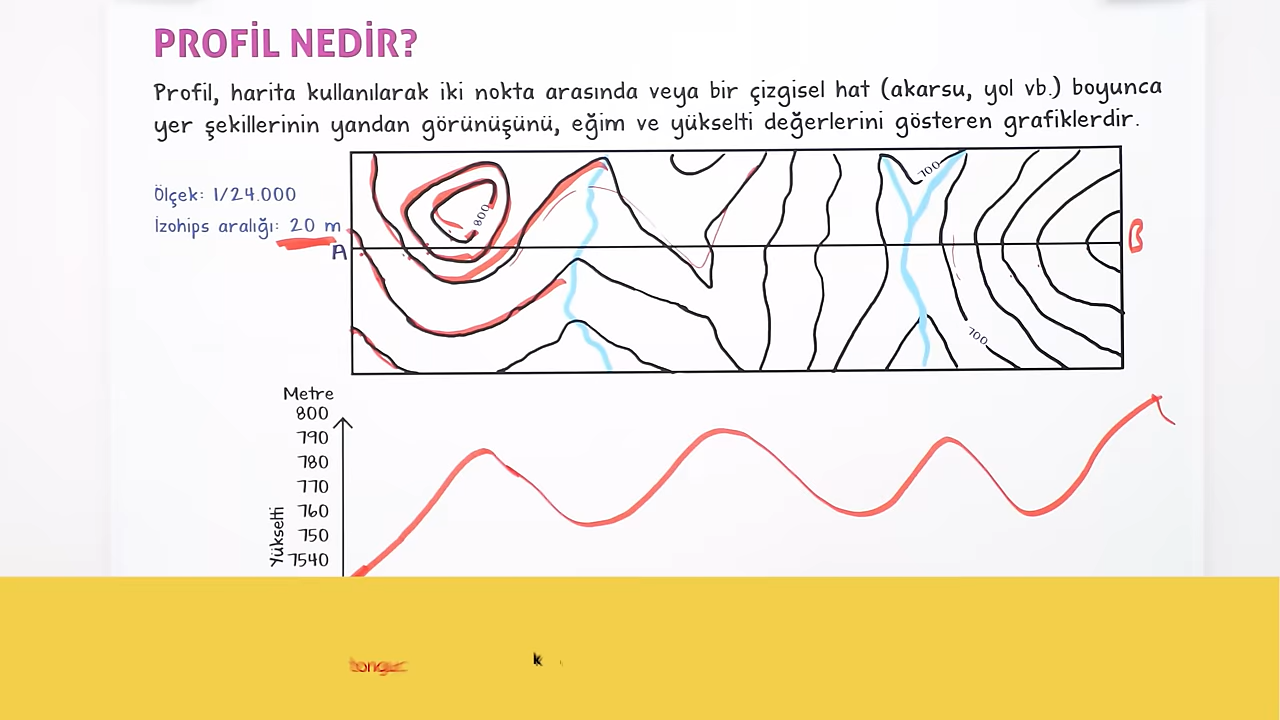 PROFİL NEDİR?
Profil, harita kullanılarak iki nokta arasında veya bir çizgisel hat (akarsu, yol vb.) boyunca
yer şekillerinin yandan görünüşünü, eğim ve yükselti değerlerini gösteren grafiklerdir.
Ölçek: 1/24.000
İzohips aralığı: 20 m
A
B
800
700
700
Metre
800
790
780
770
760
750
7540
Yükselti
k